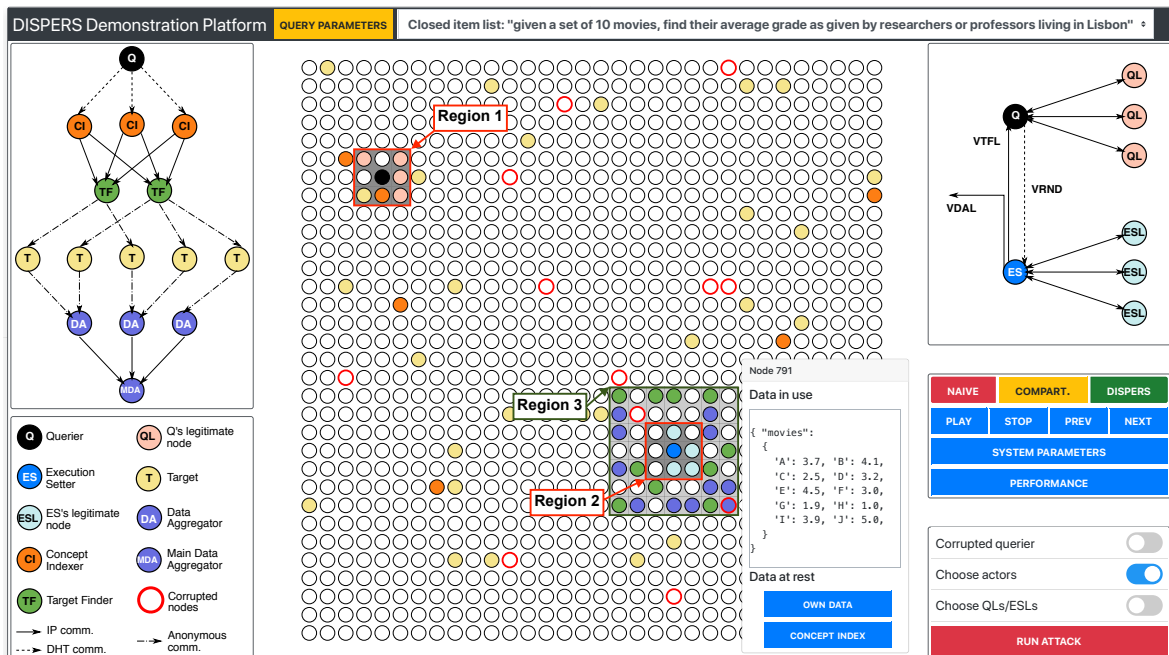 DISPERS Demonstration Platform
QUERY PARAMETERS
Closed item list: "given a set of 10 movies, find their average grade as given by researchers or professors living in Lisbon"
Q
CI CI CI
TF TF
T T T T T
DA DA DA
MDA
Q Querier
QL Q's legitimate
node
ES Execution
Setter
T Target
ESL ES's legitimate
node
DA Data
Aggregator
CI Concept
Indexer
MDA Main Data
Aggregator
TF Target Finder
Corrupted
nodes
IP comm.
DHT comm.
Anonymous
comm.
Region 1
Region 3
Region 2
Node 791
Data in use
{ "movies":
{
'A': 3.7, 'B': 4.1,
'C': 2.5, 'D': 3.2,
'E': 4.5, 'F': 3.0,
'G': 1.9, 'H': 1.0,
'I': 3.9, 'J': 5.0,
}
}
Data at rest
OWN DATA
CONCEPT INDEX
QL
Q
QL
QL
VTFL
VRND
VDAL
ESL
ES
ESL
ESL
NAIVE COMPART. DISPERS
PLAY STOP PREV NEXT
SYSTEM PARAMETERS
PERFORMANCE
Corrupted querier
Choose actors
Choose QLs/ESLs
RUN ATTACK